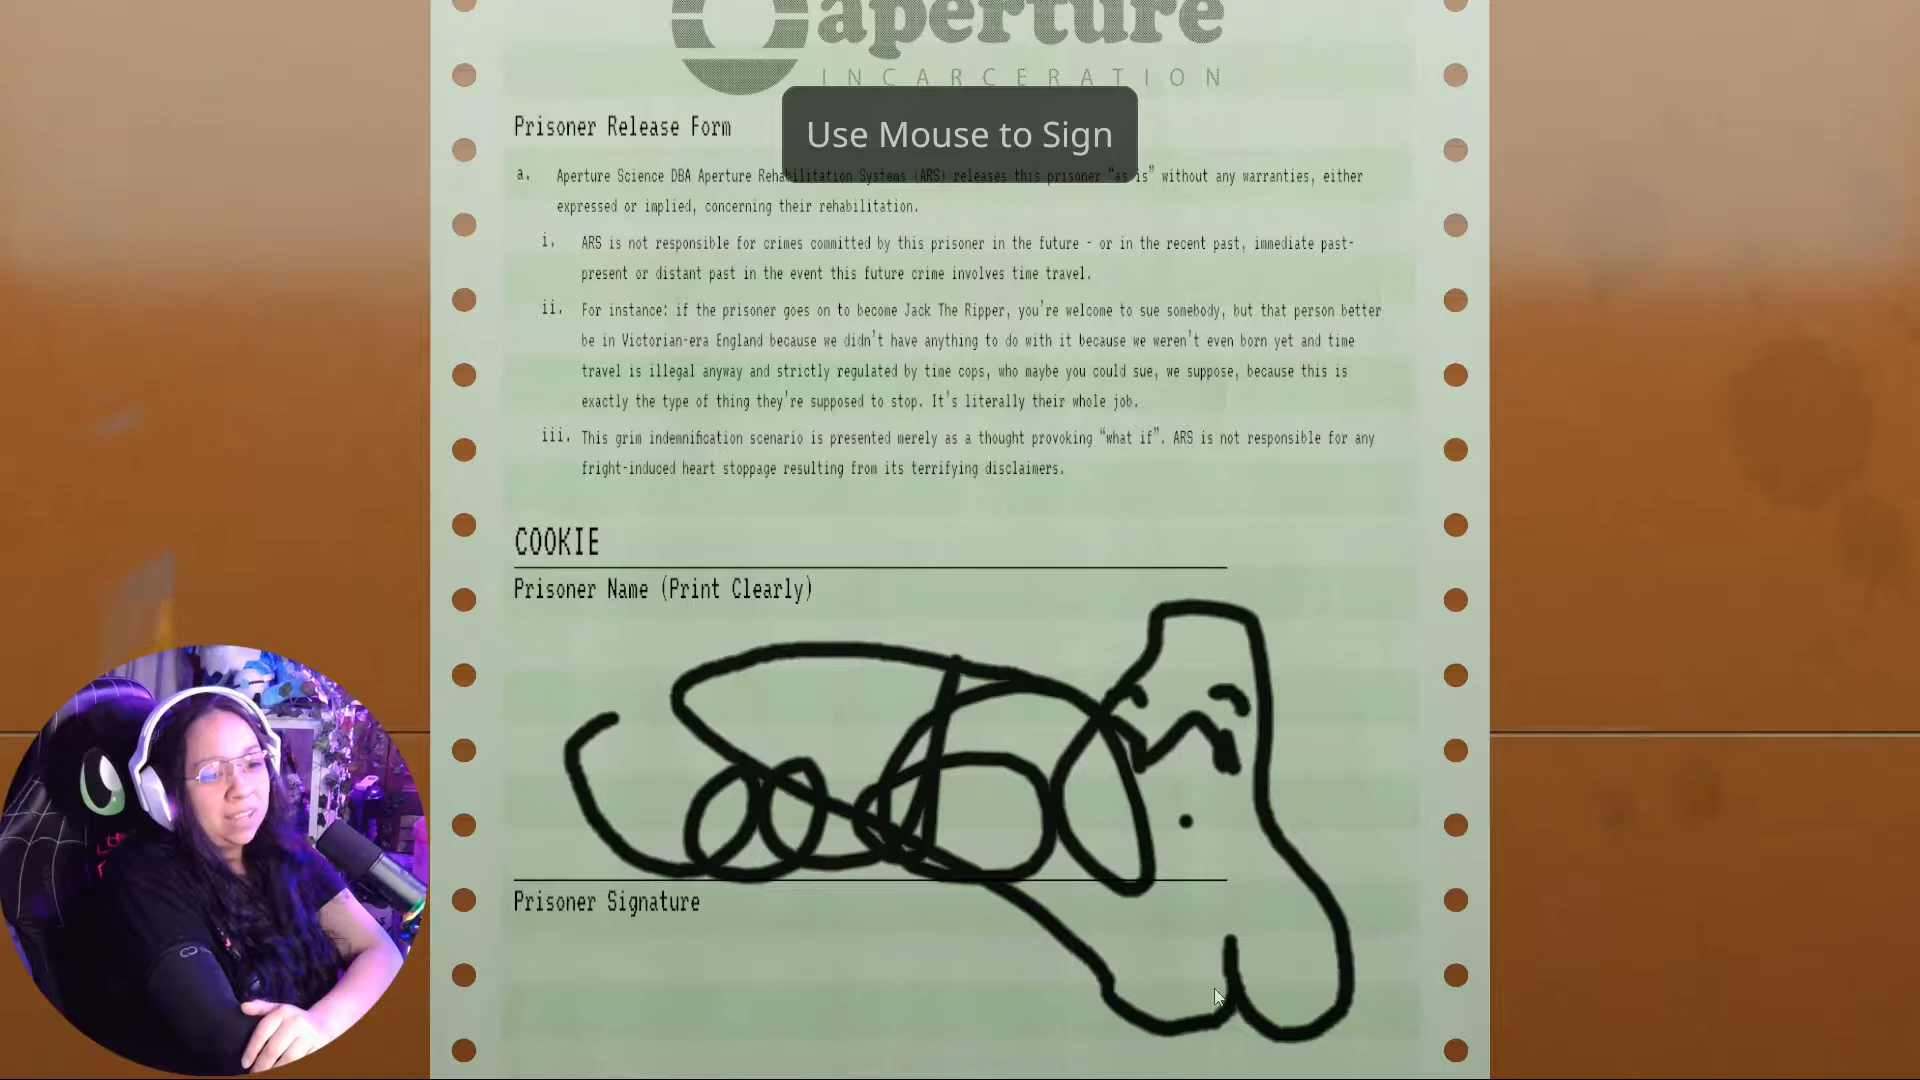 aperture
INCARCERATION
Use Mouse to Sign
Prisoner Release Form
a. Aperture Science DBA Aperture Rehabilitation Systems (ARS) releases this prisoner “as is” without any warranties, either
expressed or implied, concerning their rehabilitation.
i. ARS is not responsible for crimes committed by this prisoner in the future - or in the recent past, immediate past-
present or distant past in the event this future crime involves time travel.
ii. For instance: if the prisoner goes on to become Jack The Ripper, you’re welcome to sue somebody, but that person better
be in Victorian-era England because we didn’t have anything to do with it because we weren’t even born yet and time
travel is illegal anyway and strictly regulated by time cops, who maybe you could sue, we suppose, because this is
exactly the type of thing they’re supposed to stop. It’s literally their whole job.
iii. This grim indemnification scenario is presented merely as a thought provoking “what if”. ARS is not responsible for any
fright-induced heart stoppage resulting from its terrifying disclaimers.
COOKIE
Prisoner Name (Print Clearly)
Prisoner Signature